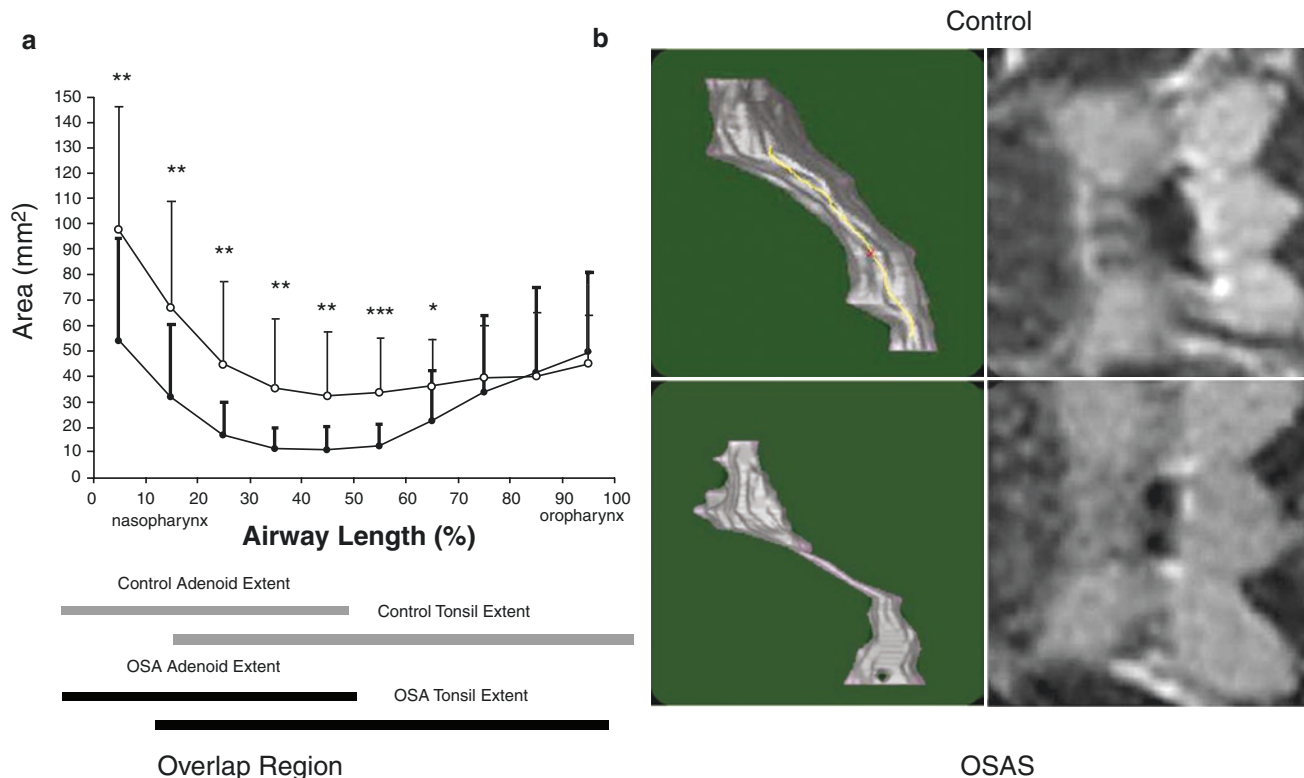 a
b
Control
**
**
**
**
**
***
*
150
140
130
120
110
100
90
80
70
60
50
40
30
20
10
0
Area (mm²)
0 10 20 30 40 50 60 70 80 90 100
nasopharynx
oropharynx
Airway Length (%)
Control Adenoid Extent
Control Tonsil Extent
OSA Adenoid Extent
OSA Tonsil Extent
Overlap Region
OSAS